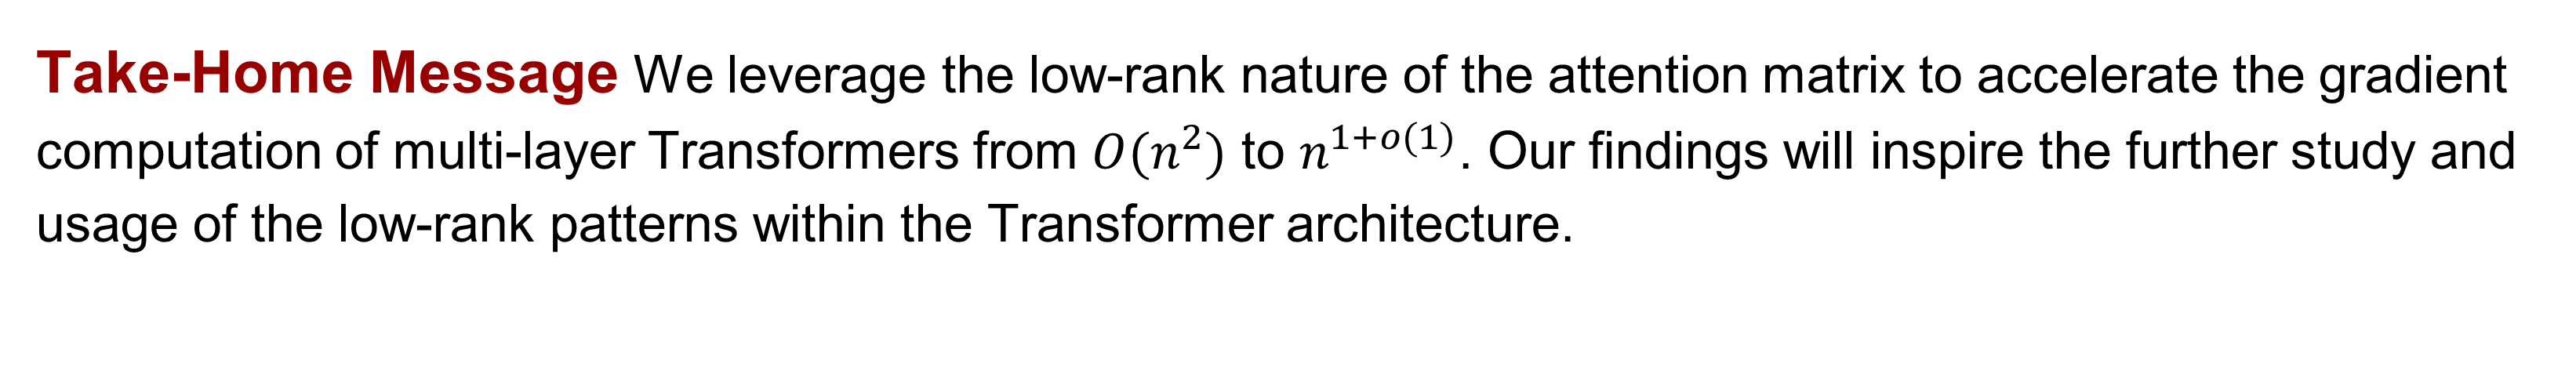 Take-Home Message We leverage the low-rank nature of the attention matrix to accelerate the gradient
computation of multi-layer Transformers from O(n²) to n^{1+o(1)}. Our findings will inspire the further study and
usage of the low-rank patterns within the Transformer architecture.